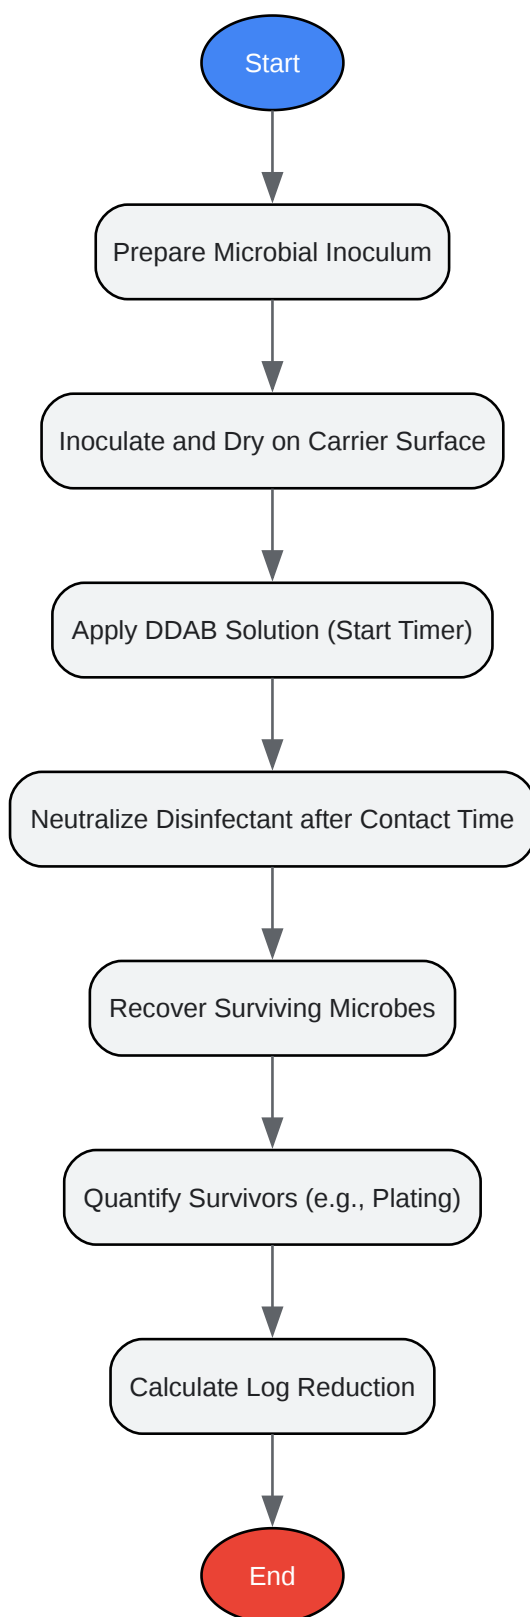 Start
Prepare Microbial Inoculum
Inoculate and Dry on Carrier Surface
Apply DDAB Solution (Start Timer)
Neutralize Disinfectant after Contact Time
Recover Surviving Microbes
Quantify Survivors (e.g., Plating)
Calculate Log Reduction
End